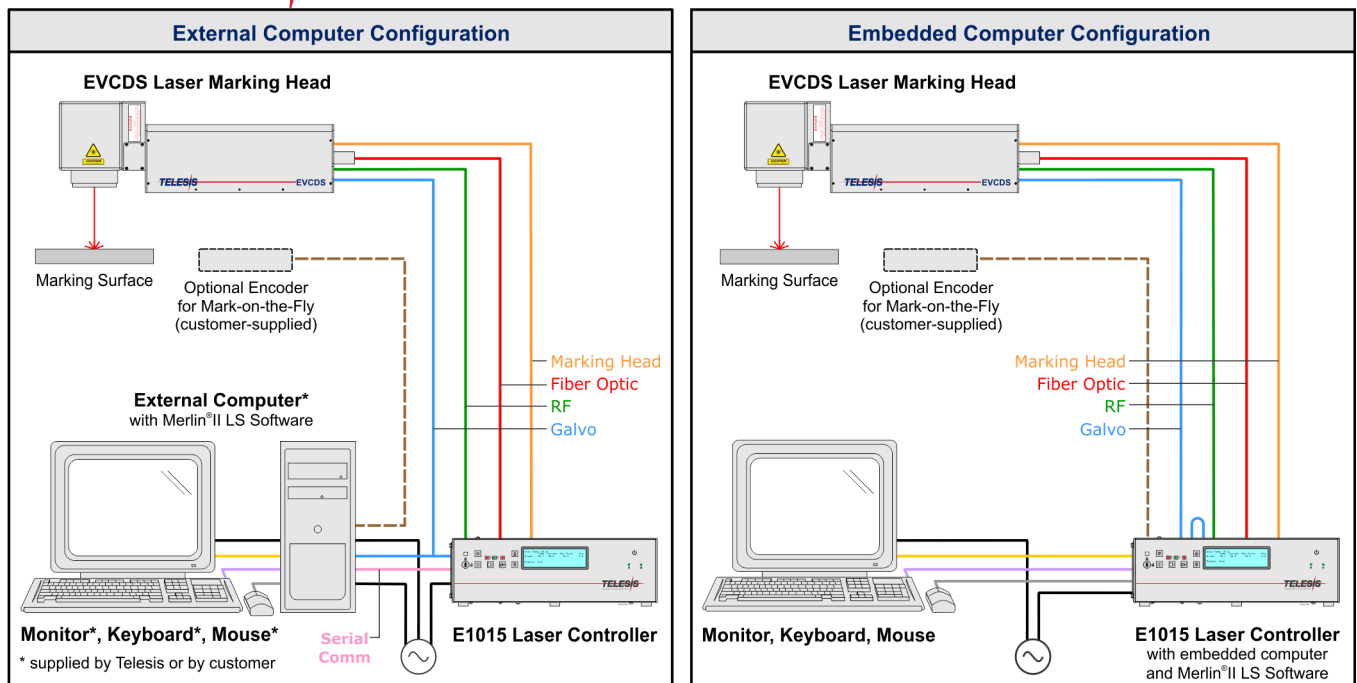 External Computer Configuration
EVCDS Laser Marking Head
TELESIS
EVCDS
Marking Surface
Optional Encoder
for Mark-on-the-Fly
(customer-supplied)
Marking Head
Fiber Optic
RF
Galvo
External Computer*
with Merlin®II LS Software
TELESIS
Monitor*, Keyboard*, Mouse*
* supplied by Telesis or by customer
Serial
Comm
E1015 Laser Controller
Embedded Computer Configuration
EVCDS Laser Marking Head
TELESIS
EVCDS
Marking Surface
Optional Encoder
for Mark-on-the-Fly
(customer-supplied)
Marking Head
Fiber Optic
RF
Galvo
TELESIS
Monitor, Keyboard, Mouse
E1015 Laser Controller
with embedded computer
and Merlin®II LS Software